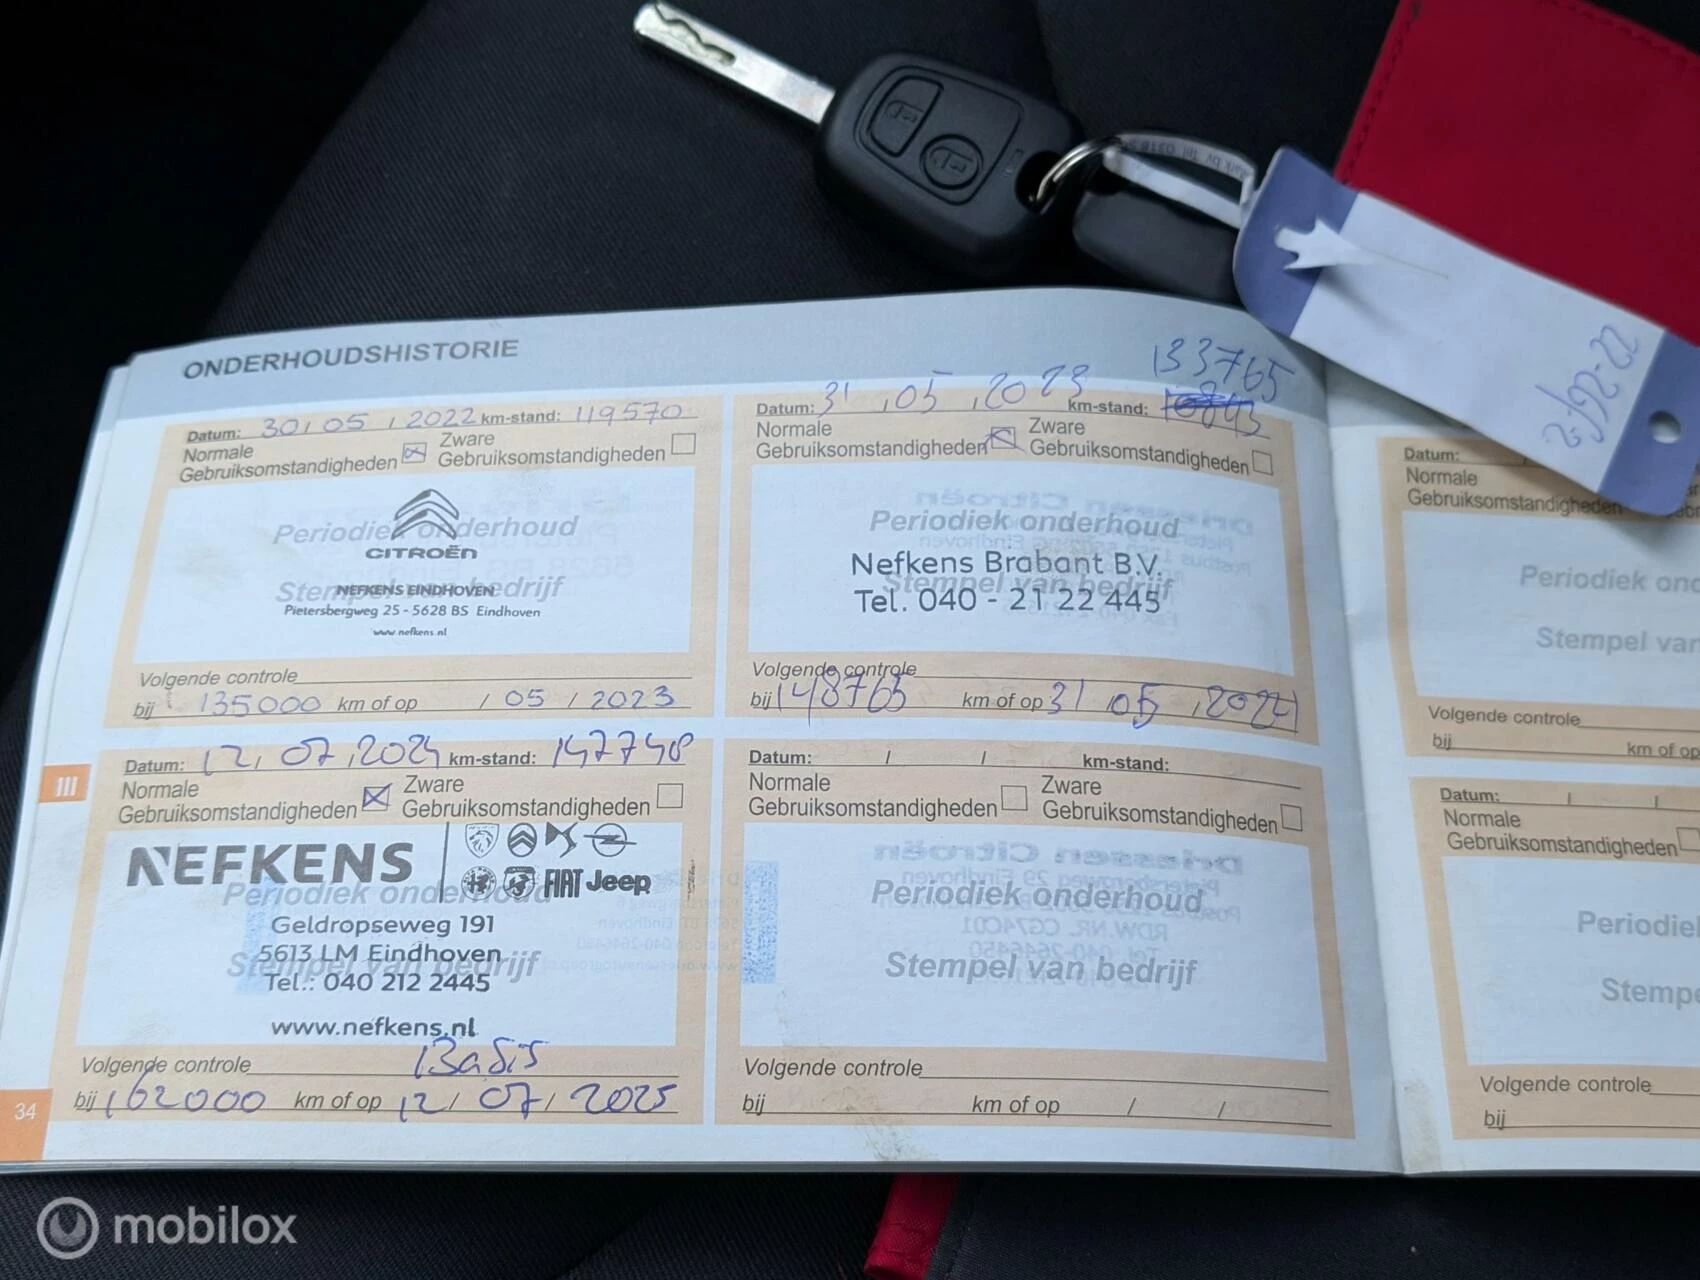 ONDERHOUDSHISTORIE
Datum: 30 / 05 / 2022 km-stand: 119570
Normale
Gebruiksomstandigheden
Zware
Gebruiksomstandigheden
Periodiek onderhoud
CITROËN
Stempel van bedrijf
NEFKENS EINDHOVEN
Pietersbergweg 25 - 5628 BS Eindhoven
www.nefkens.nl
Volgende controle
bij 135000 km of op / 05 / 2023
133765
Datum: 31 / 05 / 2023 km-stand:
Normale
Gebruiksomstandigheden
Zware
Gebruiksomstandigheden
Periodiek onderhoud
Nefkens Brabant B.V.
Stempel van bedrijf
Tel. 040 - 21 22 445
Volgende controle
bij 148765 km of op 31 / 05 / 2024
III
Datum: 12 / 07 / 2024 km-stand: 147748
Normale
Gebruiksomstandigheden
Zware
Gebruiksomstandigheden
NEFKENS
FIAT Jeep
Periodiek onderhoud
Geldropseweg 191
5613 LM Eindhoven
Stempel van bedrijf
Tel.: 040 212 2445
www.nefkens.nl
Volgende controle Basis
bij 162000 km of op 12 / 07 / 2025
34
Datum: / / km-stand:
Normale
Gebruiksomstandigheden
Zware
Gebruiksomstandigheden
Periodiek onderhoud
Stempel van bedrijf
Volgende controle
bij km of op / /
Datum:
Normale
Gebruiksomstandigheden
Periodiek
Stempel van
Volgende controle
bij km of op
Datum: / /
Normale
Gebruiksomstandigheden
Periodiek
Stempel
Volgende controle
bij
mobilox